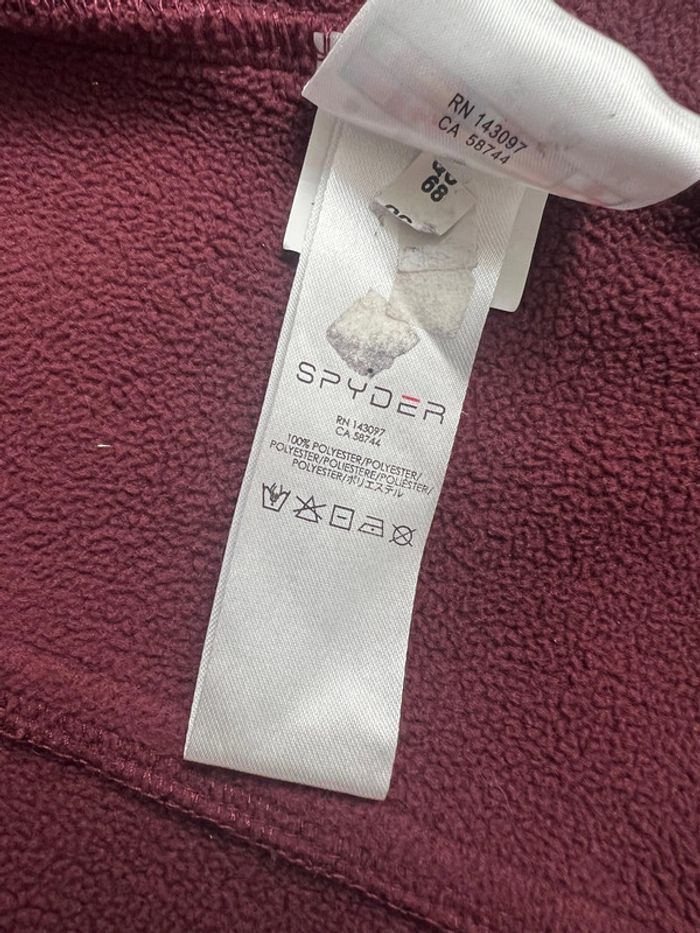 RN 143097
CA 58744
QC
68
SPYDER
RN 143097
CA 58744
100% POLYESTER/POLYESTER/
POLYESTER/POLIESTERE/POLIÉSTER/
POLYESTER/ポリエステル